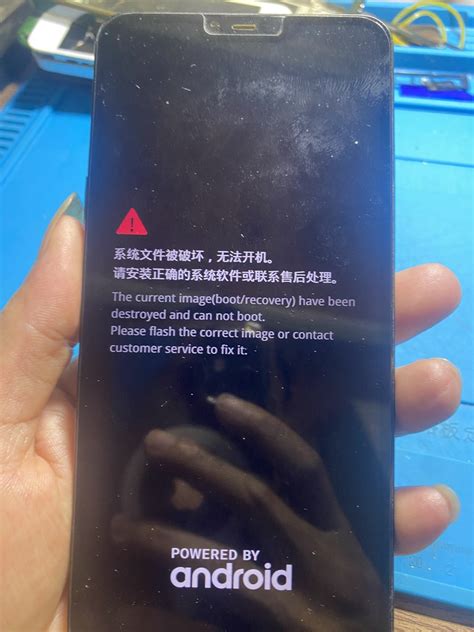 系统文件被破坏，无法开机。
请安装正确的系统软件或联系售后处理。
The current image(boot/recovery) have been
destroyed and can not boot.
Please flash the correct image or contact
customer service to fix it.
POWERED BY
android